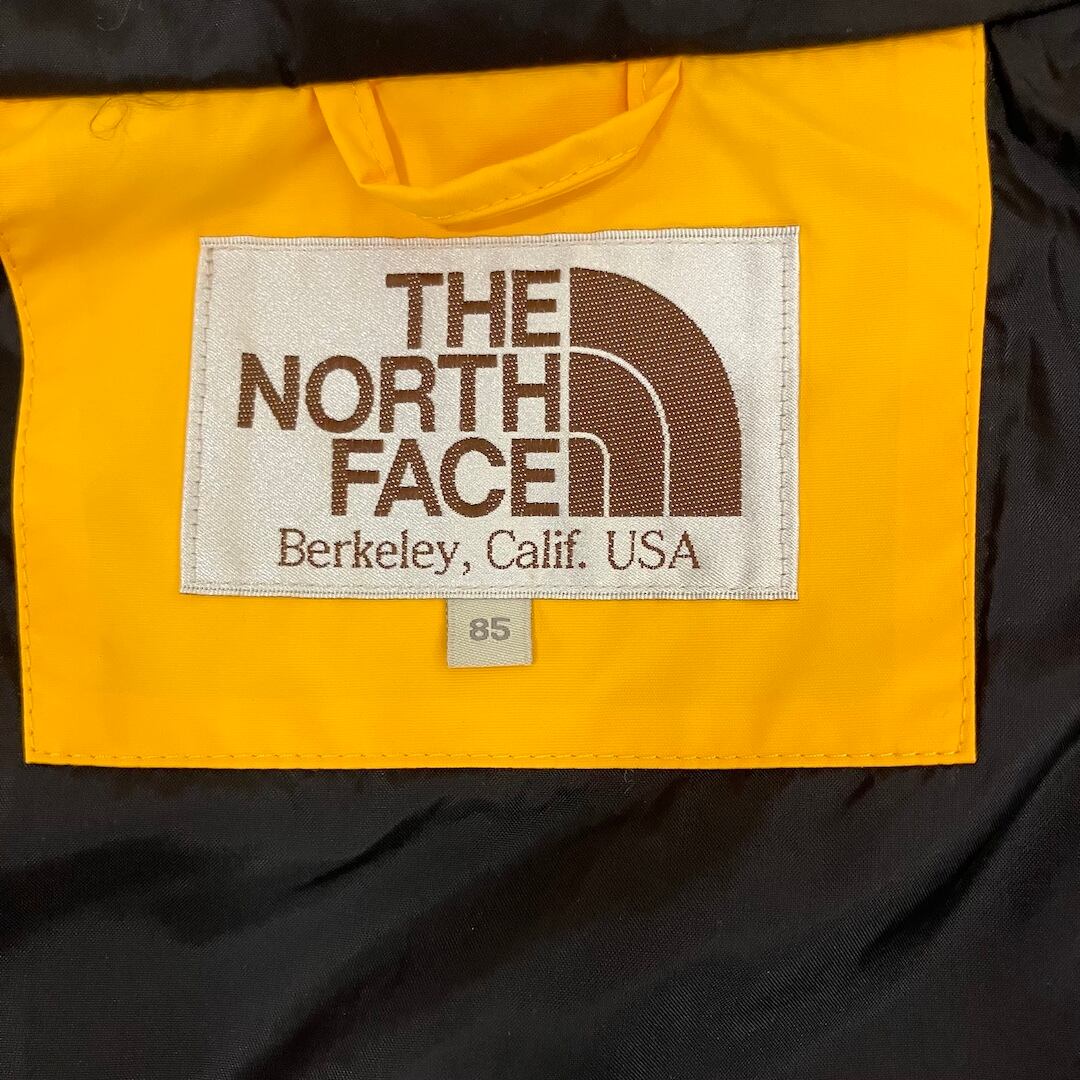 THE
NORTH
FACE
Berkeley, Calif. USA
85